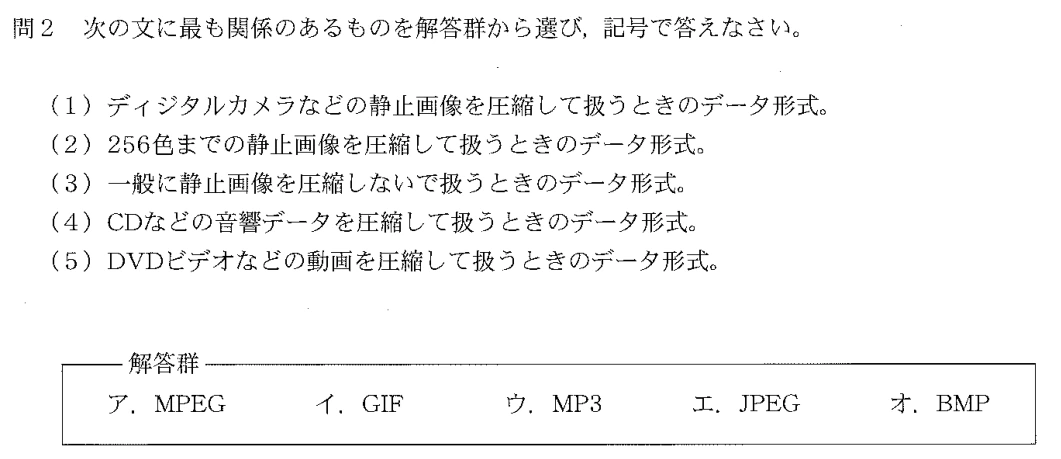 問2 次の文に最も関係のあるものを解答群から選び，記号で答えなさい。
(1) ディジタルカメラなどの静止画像を圧縮して扱うときのデータ形式。
(2) 256色までの静止画像を圧縮して扱うときのデータ形式。
(3) 一般に静止画像を圧縮しないで扱うときのデータ形式。
(4) CDなどの音響データを圧縮して扱うときのデータ形式。
(5) DVDビデオなどの動画を圧縮して扱うときのデータ形式。
解答群
ア．MPEG イ．GIF ウ．MP3 エ．JPEG オ．BMP